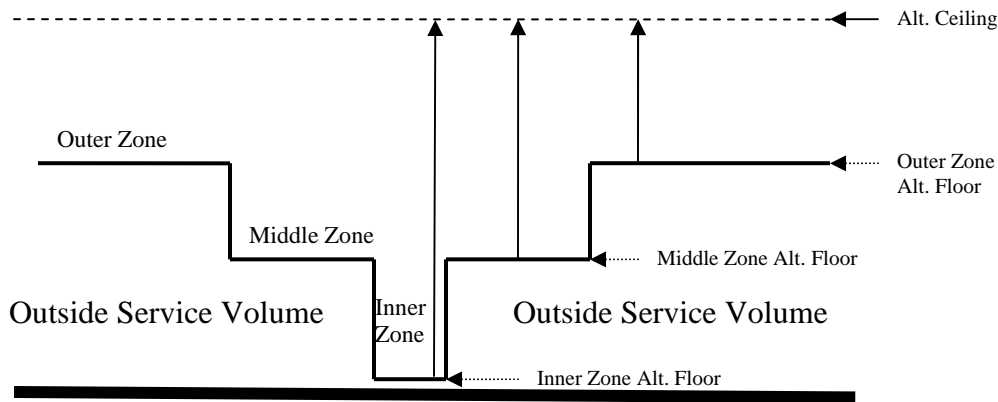 Alt. Ceiling
Outer Zone
Outer Zone
Alt. Floor
Middle Zone
Middle Zone Alt. Floor
Outside Service Volume
Inner
Zone
Outside Service Volume
Inner Zone Alt. Floor